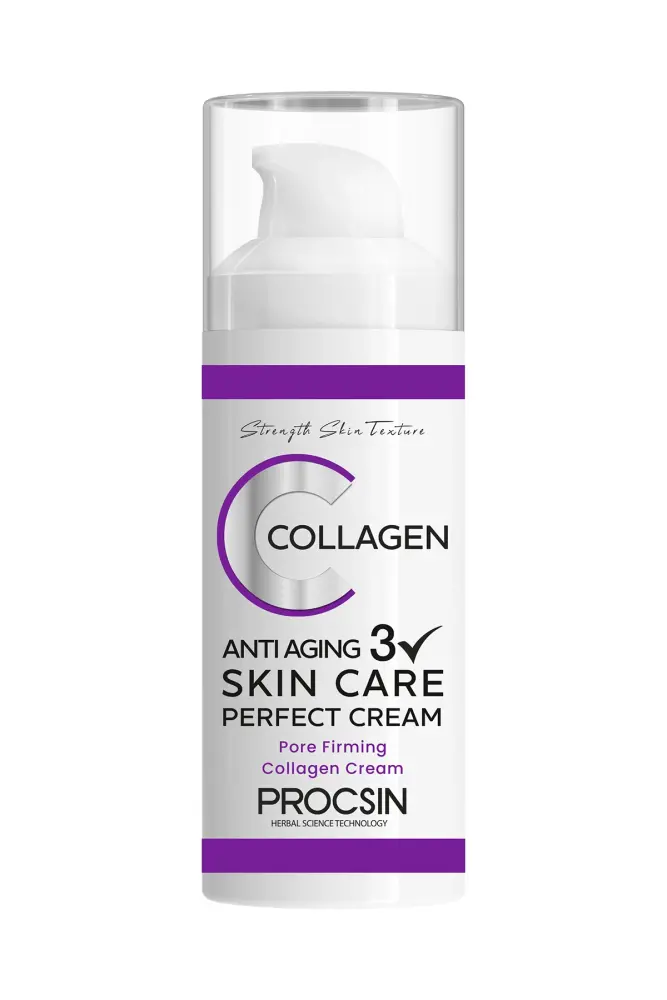 Strength Skin Texture
COLLAGEN
ANTI AGING 3✓
SKIN CARE
PERFECT CREAM
Pore Firming
Collagen Cream
PROCSIN
HERBAL SCIENCE TECHNOLOGY